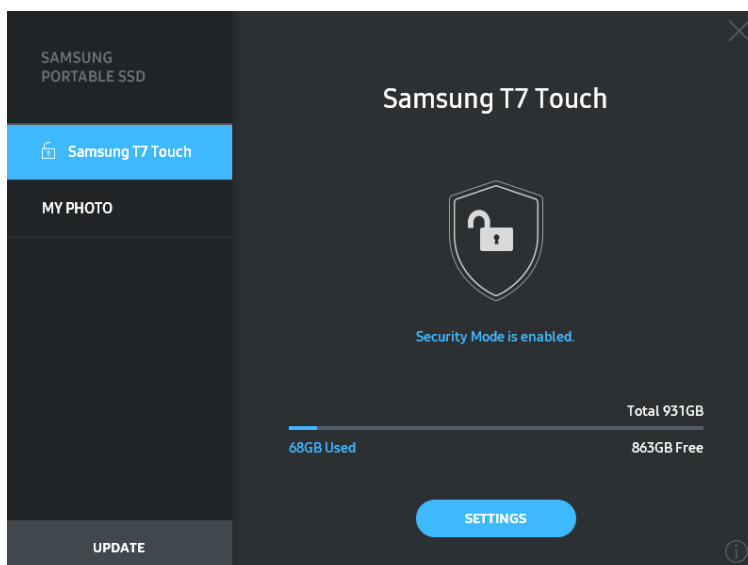 SAMSUNG
PORTABLE SSD
Samsung T7 Touch
MY PHOTO
UPDATE
Samsung T7 Touch
Security Mode is enabled.
Total 931GB
68GB Used
863GB Free
SETTINGS